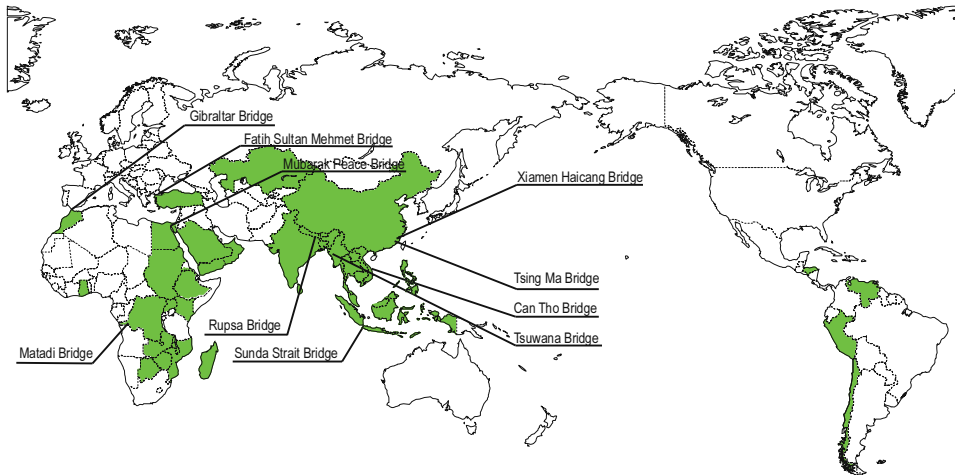 Gibraltar Bridge
Fatih Sultan Mehmet Bridge
Mubarak Peace Bridge
Xiamen Haicang Bridge
Tsing Ma Bridge
Can Tho Bridge
Rupsa Bridge
Tsuwana Bridge
Matadi Bridge
Sunda Strait Bridge